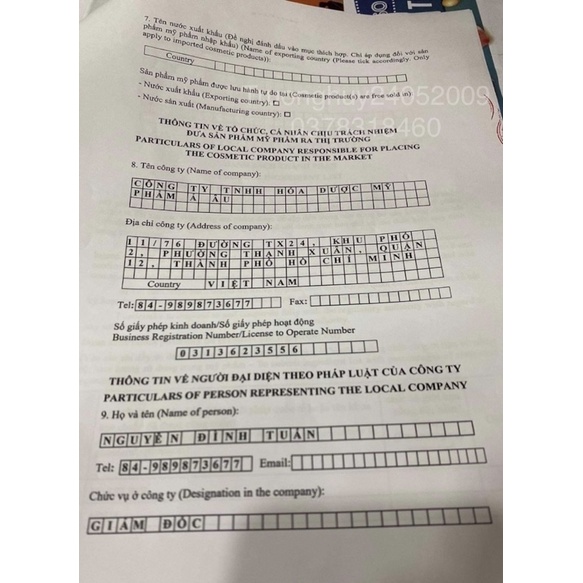 7. Tên nước xuất khẩu (Đề nghị đánh dấu vào mục thích hợp. Chỉ áp dụng đối với sản
phẩm mỹ phẩm nhập khẩu) (Name of exporting country (Please tick accordingly. Only
apply to imported cosmetic products)):
Country
Sản phẩm mỹ phẩm được lưu hành tự do tại (Cosmetic product(s) are free sold in):
- Nước xuất khẩu (Exporting country): □
- Nước sản xuất (Manufacturing country): □
0378318460
THÔNG TIN VỀ TỔ CHỨC, CÁ NHÂN CHỊU TRÁCH NHIỆM
ĐƯA SẢN PHẨM MỸ PHẨM RA THỊ TRƯỜNG
PARTICULARS OF LOCAL COMPANY RESPONSIBLE FOR PLACING
THE COSMETIC PRODUCT IN THE MARKET
8. Tên công ty (Name of company):
CÔNG TY TNHH HÓA DƯỢC MỸ
PHẨM Á ÂU
Địa chỉ công ty (Address of company):
11/76 ĐƯỜNG TX24, KHU PHỐ
2, PHƯỜNG THẠNH XUÂN, QUẬN
12, THÀNH PHỐ HỒ CHÍ MINH
Country VIỆT NAM
Tel: 84-989873677 Fax:
Số giấy phép kinh doanh/Số giấy phép hoạt động
Business Registration Number/License to Operate Number
0313623556
THÔNG TIN VỀ NGƯỜI ĐẠI DIỆN THEO PHÁP LUẬT CỦA CÔNG TY
PARTICULARS OF PERSON REPRESENTING THE LOCAL COMPANY
9. Họ và tên (Name of person):
NGUYỄN ĐÌNH TUẤN
Tel: 84-989873677 Email:
Chức vụ ở công ty (Designation in the company):
GIÁM ĐỐC